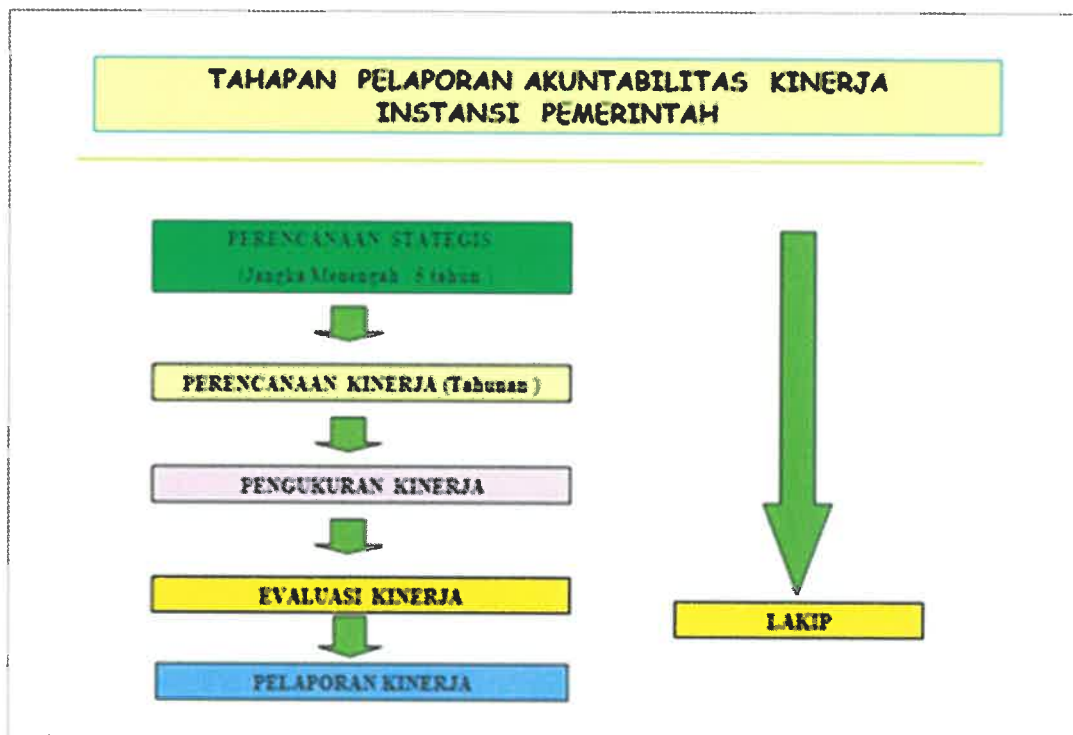 TAHAPAN PELAPORAN AKUNTABILITAS KINERJA
INSTANSI PEMERINTAH
PERENCANAAN STATEGIS
(Jangka Menengah 5 tahun )
PERENCANAAN KINERJA (Tahunan )
PENGUKURAN KINERJA
EVALUASI KINERJA
PELAPORAN KINERJA
LAKIP